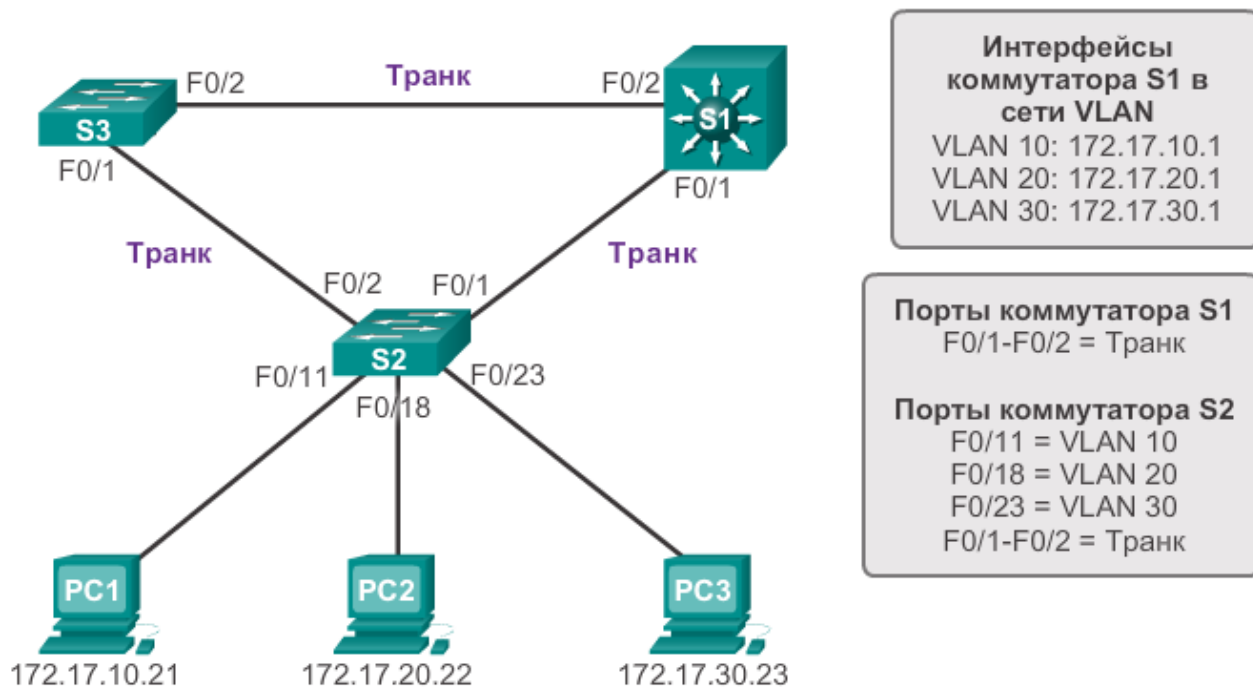 Транк
F0/2
F0/2
S3
S1
F0/1
F0/1
Транк
Транк
F0/2
F0/1
S2
F0/11
F0/23
F0/18
PC1
PC2
PC3
172.17.10.21
172.17.20.22
172.17.30.23
Интерфейсы
коммутатора S1 в
сети VLAN
VLAN 10: 172.17.10.1
VLAN 20: 172.17.20.1
VLAN 30: 172.17.30.1
Порты коммутатора S1
F0/1-F0/2 = Транк
Порты коммутатора S2
F0/11 = VLAN 10
F0/18 = VLAN 20
F0/23 = VLAN 30
F0/1-F0/2 = Транк